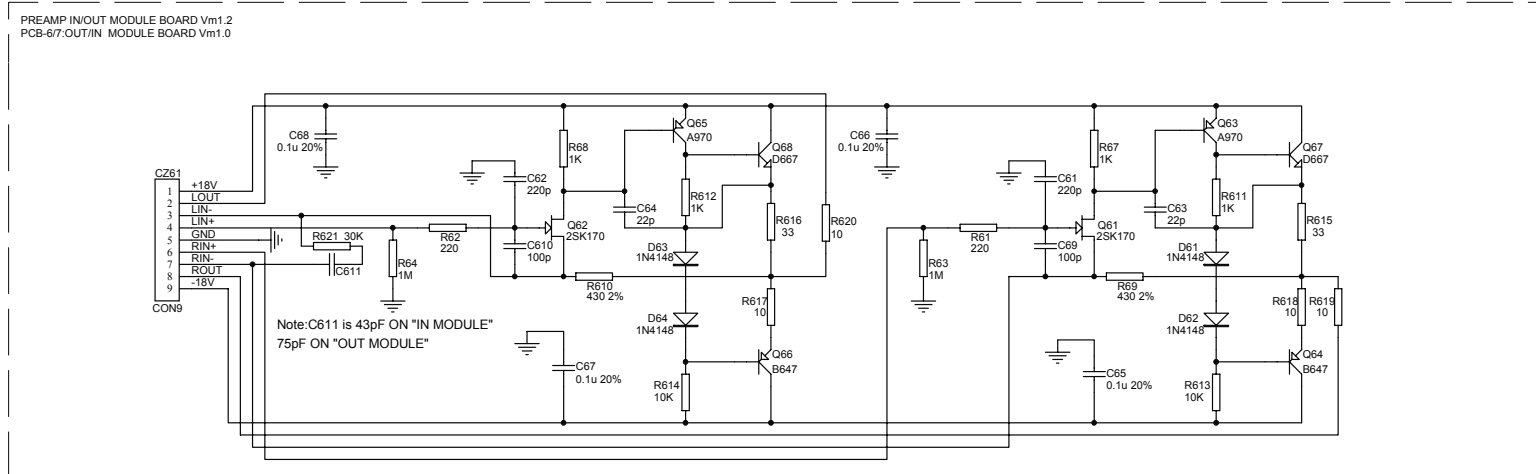 PREAMP IN/OUT MODULE BOARD Vm1.2
PCB-6/7:OUT/IN MODULE BOARD Vm1.0
CZ61
1 +18V
2 LOUT
3 LIN-
4 LIN+
5 GND
6 RIN+
7 RIN-
8 ROUT
9 -18V
CON9
R621 30K
C611
C68
0.1u 20%
R64
1M
R62
220
C62
220p
C610
100p
Q62
2SK170
R68
1K
C64
22p
Q65
A970
R612
1K
Q68
D667
R616
33
R620
10
D63
1N4148
R610
430 2%
D64
1N4148
R617
10
Q66
B647
R614
10K
C67
0.1u 20%
Note:C611 is 43pF ON "IN MODULE"
75pF ON "OUT MODULE"
C66
0.1u 20%
R63
1M
R61
220
C61
220p
C69
100p
Q61
2SK170
R67
1K
C63
22p
Q63
A970
R611
1K
Q67
D667
R615
33
D61
1N4148
R69
430 2%
D62
1N4148
R618
10
R619
10
Q64
B647
R613
10K
C65
0.1u 20%